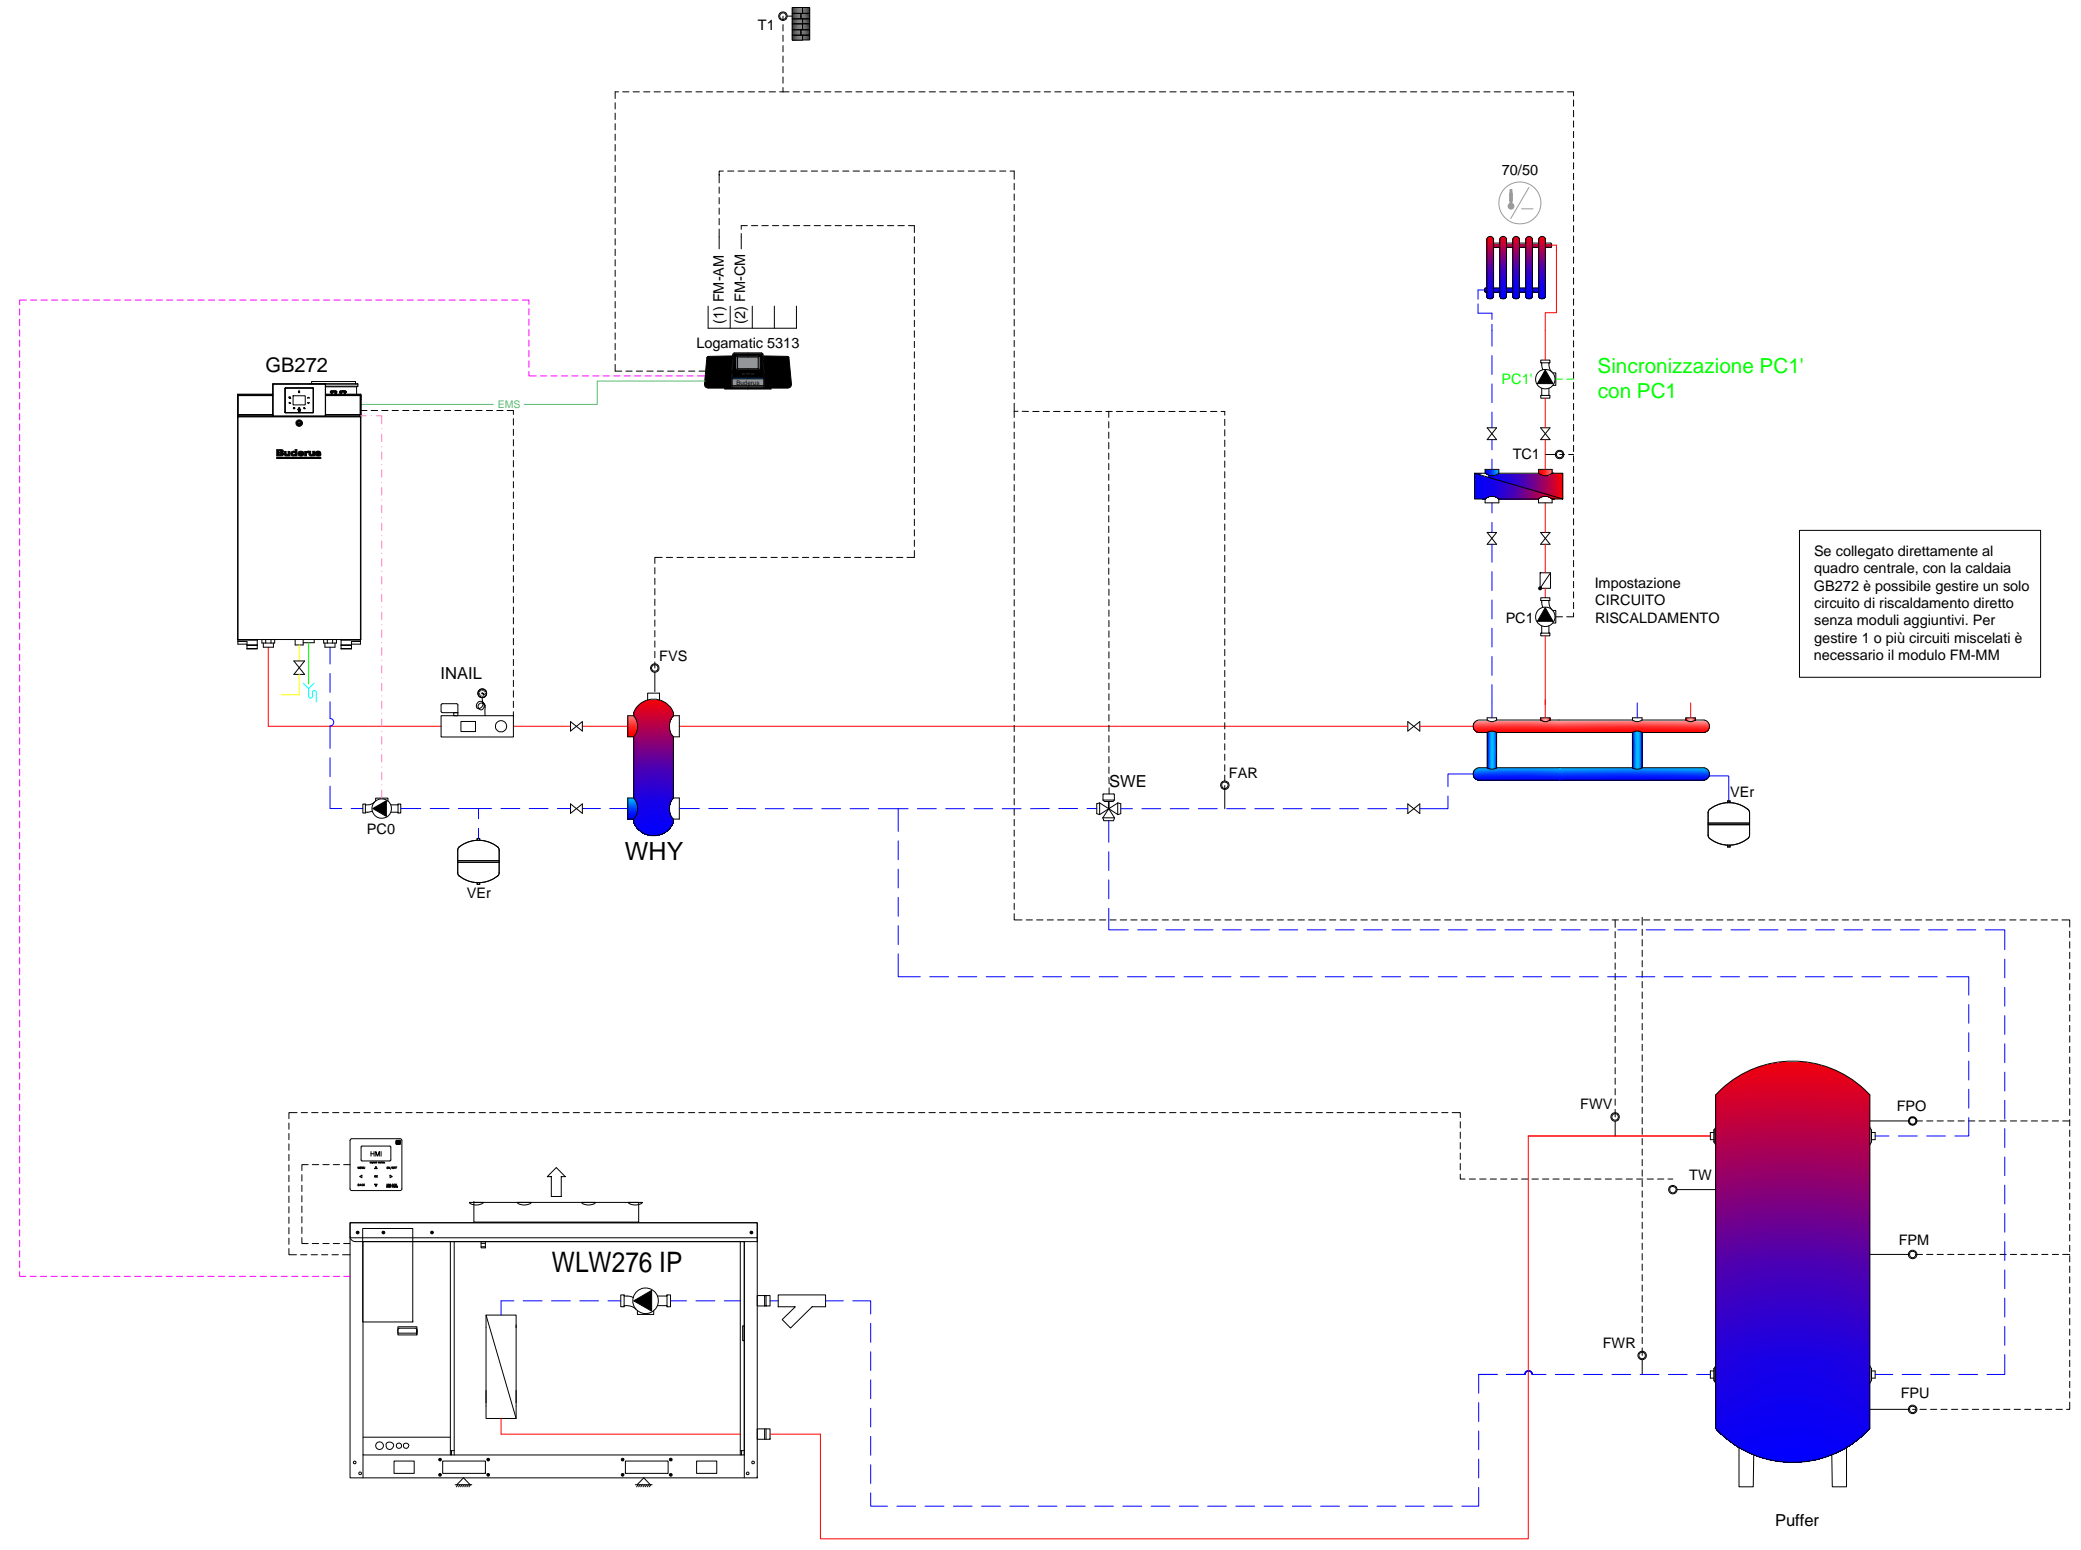 T1
70/50
(1) FM-AM
(2) FM-CM
Logamatic 5313
Buderus
GB272
EMS
Buderus
PC1'
Sincronizzazione PC1'
con PC1
TC1
Se collegato direttamente al
quadro centrale, con la caldaia
GB272 è possibile gestire un solo
circuito di riscaldamento diretto
senza moduli aggiuntivi. Per
gestire 1 o più circuiti miscelati è
necessario il modulo FM-MM
Impostazione
CIRCUITO
RISCALDAMENTO
PC1
INAIL
FVS
SWE
FAR
VEr
PC0
WHY
VEr
FWV
FPO
HMI
TW
FPM
WLW276 IP
FWR
FPU
Puffer